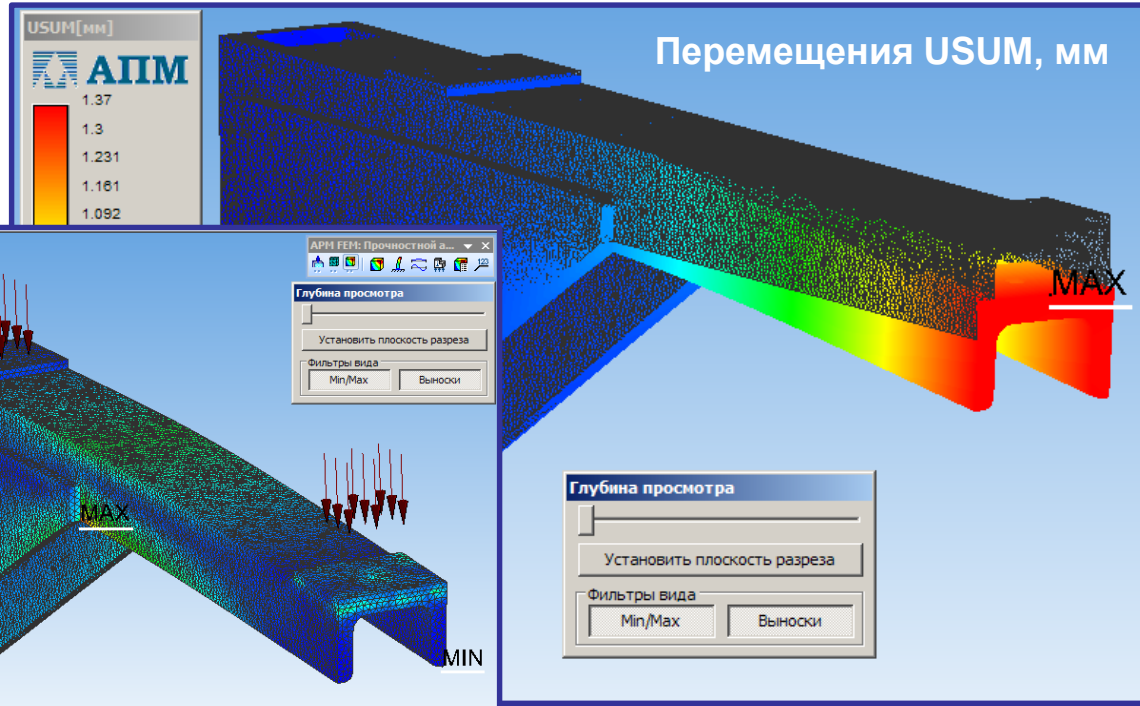 USUM[мм]
АПМ
1.37
1.3
1.231
1.161
1.092
Перемещения USUM, мм
MAX
APM FEM: Прочностной а...
123
Глубина просмотра
Установить плоскость разреза
Фильтры вида
Min/Max
Выноски
MAX
MIN
Глубина просмотра
Установить плоскость разреза
Фильтры вида
Min/Max
Выноски